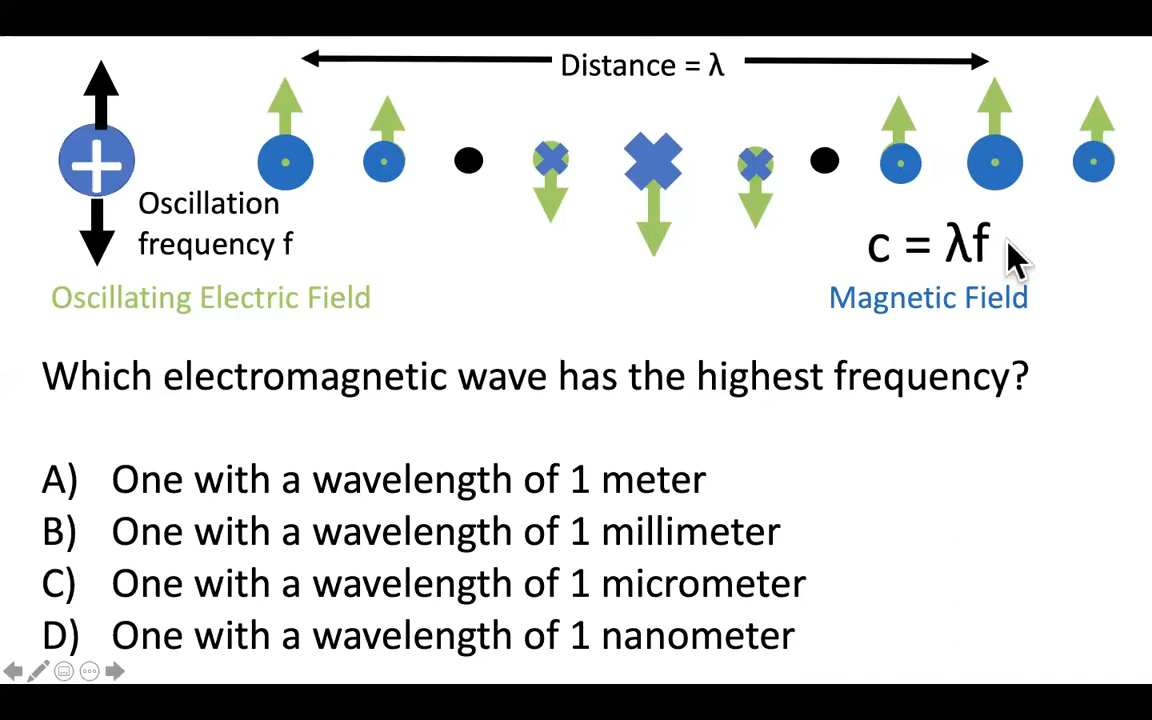 Distance = λ
Oscillation
frequency f
c = λf
Oscillating Electric Field
Magnetic Field
Which electromagnetic wave has the highest frequency?
A) One with a wavelength of 1 meter
B) One with a wavelength of 1 millimeter
C) One with a wavelength of 1 micrometer
D) One with a wavelength of 1 nanometer